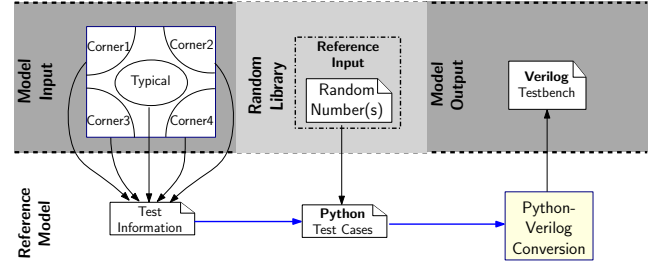 Model
Input
Corner1
Corner2
Typical
Corner3
Corner4
Random
Library
Reference
Input
Random
Number(s)
Model
Output
Verilog
Testbench
Reference
Model
Test
Information
Python
Test Cases
Python-
Verilog
Conversion